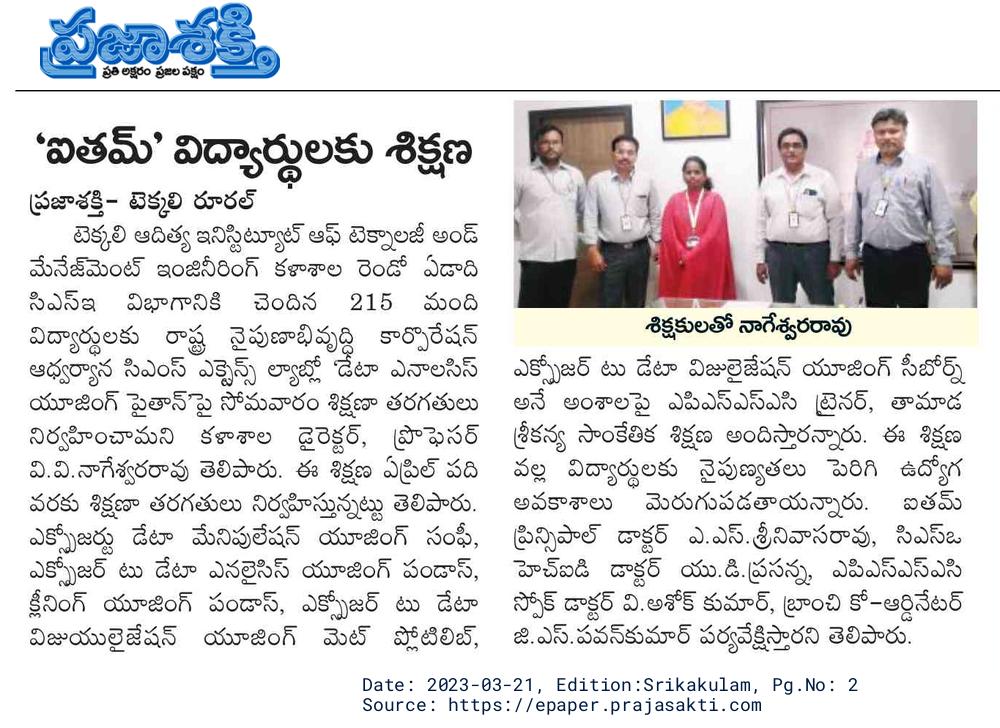 ప్రజాశక్తి
ప్రతి అక్షరం ప్రజల పక్షం
‘ఐతమ్’ విద్యార్థులకు శిక్షణ
ప్రజాశక్తి- టెక్కలి రూరల్
టెక్కలి ఆదిత్య ఇనిస్టిట్యూట్ ఆఫ్ టెక్నాలజీ అండ్
మేనేజ్‌మెంట్ ఇంజినీరింగ్ కళాశాల రెండో ఏడాది
సిఎస్ఇ విభాగానికి చెందిన 215 మంది
విద్యార్థులకు రాష్ట్ర నైపుణాభివృద్ధి కార్పొరేషన్
ఆధ్వర్యాన సిఎంస్ ఎక్టెన్స్ ల్యాబ్లో ‘డేటా ఎనాలసిస్
యూజింగ్ పైతాన్’పై సోమవారం శిక్షణా తరగతులు
నిర్వహించామని కళాశాల డైరెక్టర్, ప్రొఫెసర్
వి.వి.నాగేశ్వరరావు తెలిపారు. ఈ శిక్షణ ఏప్రిల్ పది
వరకు శిక్షణా తరగతులు నిర్వహిస్తున్నట్టు తెలిపారు.
ఎక్స్పోజర్టు డేటా మేనిపులేషన్ యూజింగ్ సంఫీ,
ఎక్స్పోజర్ టు డేటా ఎనలైసిస్ యూజింగ్ పండాస్,
క్లీనింగ్ యూజింగ్ పండాస్, ఎక్స్పోజర్ టు డేటా
విజుయులైజేషన్ యూజింగ్ మెట్ ప్లోటిలిబ్,
శిక్షకులతో నాగేశ్వరరావు
ఎక్స్పోజర్ టు డేటా విజులైజేషన్ యూజింగ్ సీబోర్న్
అనే అంశాలపై ఎపిఎస్ఎస్ఎసి ట్రైనర్, తామాడ
శ్రీకన్య సాంకేతిక శిక్షణ అందిస్తారన్నారు. ఈ శిక్షణ
వల్ల విద్యార్థులకు నైపుణ్యతలు పెరిగి ఉద్యోగ
అవకాశాలు మెరుగుపడతాయన్నారు. ఐతమ్
ప్రిన్సిపాల్ డాక్టర్ ఎ.ఎస్.శ్రీనివాసరావు, సిఎస్ఒ
హెచ్ఐడి డాక్టర్ యు.డి.ప్రసన్న, ఎపిఎస్ఎస్ఎసి
స్పోక్ డాక్టర్ వి.అశోక్ కుమార్, బ్రాంచి కో-ఆర్డినేటర్
జి.ఎస్.పవన్‌కుమార్ పర్యవేక్షిస్తారని తెలిపారు.
Date: 2023-03-21, Edition:Srikakulam, Pg.No: 2
Source: https://epaper.prajasakti.com